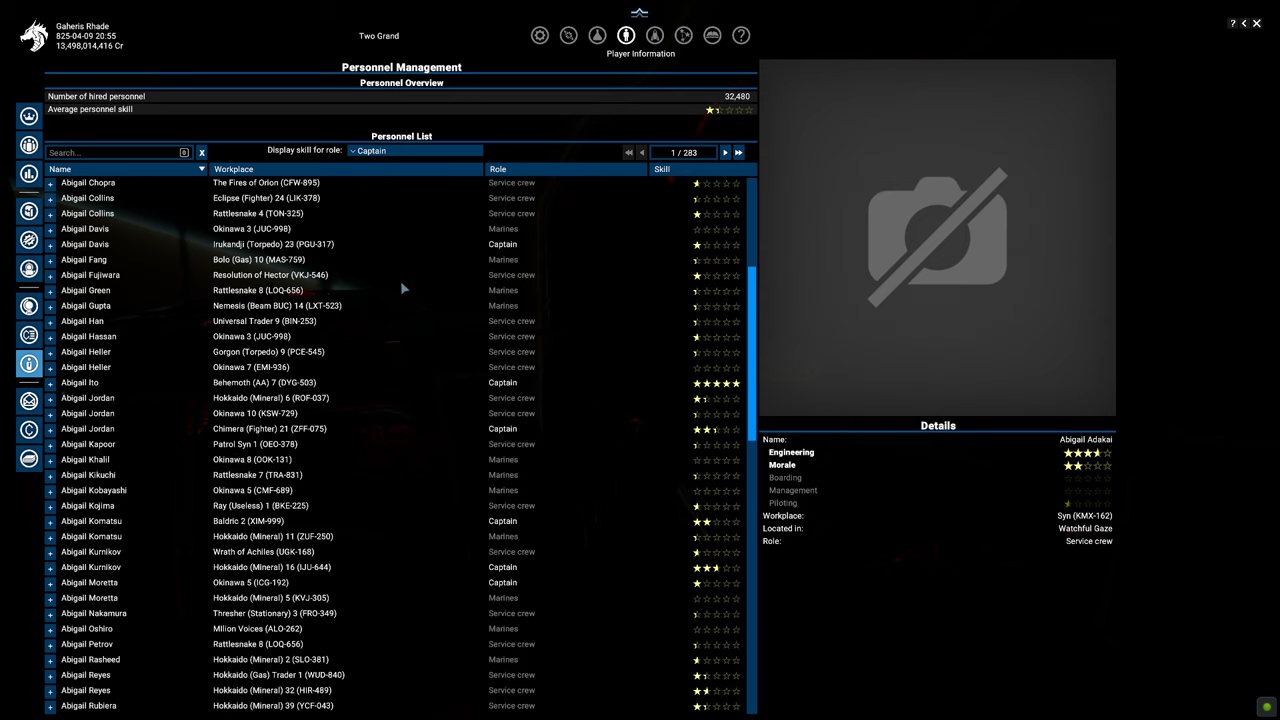 Gaheris Rhade
825-04-09 20:55
13,498,014,416 Cr
Two Grand
Player Information
? < X
Personnel Management
Personnel Overview
Number of hired personnel 32,480
Average personnel skill
Personnel List
Search... Display skill for role: Captain 1 / 283
Name Workplace Role Skill
Abigail Chopra The Fires of Orion (CFW-895) Service crew
Abigail Collins Eclipse (Fighter) 24 (LIK-378) Service crew
Abigail Collins Rattlesnake 4 (TON-325) Service crew
Abigail Davis Okinawa 3 (JUC-998) Marines
Abigail Davis Irukandji (Torpedo) 23 (PGU-317) Captain
Abigail Fang Bolo (Gas) 10 (MAS-759) Marines
Abigail Fujiwara Resolution of Hector (VKJ-546) Service crew
Abigail Green Rattlesnake 8 (LOQ-656) Marines
Abigail Gupta Nemesis (Beam BUC) 14 (LXT-523) Marines
Abigail Han Universal Trader 9 (BIN-253) Service crew
Abigail Hassan Okinawa 3 (JUC-998) Service crew
Abigail Heller Gorgon (Torpedo) 9 (PCE-545) Service crew
Abigail Heller Okinawa 7 (EMI-936) Service crew
Abigail Ito Behemoth (AA) 7 (DYG-503) Captain
Abigail Jordan Hokkaido (Mineral) 6 (ROF-037) Service crew
Abigail Jordan Okinawa 10 (KSW-729) Service crew
Abigail Jordan Chimera (Fighter) 21 (ZFF-075) Captain
Abigail Kapoor Patrol Syn 1 (OEO-378) Service crew
Abigail Khalil Okinawa 8 (OOK-131) Marines
Abigail Kikuchi Rattlesnake 7 (TRA-831) Marines
Abigail Kobayashi Okinawa 5 (CMF-689) Marines
Abigail Kojima Ray (Useless) 1 (BKE-225) Service crew
Abigail Komatsu Baldric 2 (XIM-999) Captain
Abigail Komatsu Hokkaido (Mineral) 11 (ZUF-250) Marines
Abigail Kurnikov Wrath of Achiles (UGK-168) Service crew
Abigail Kurnikov Hokkaido (Mineral) 16 (IJU-644) Captain
Abigail Moretta Okinawa 5 (ICG-192) Captain
Abigail Moretta Hokkaido (Mineral) 5 (KVJ-305) Marines
Abigail Nakamura Thresher (Stationary) 3 (FRO-349) Service crew
Abigail Oshiro MIlion Voices (ALO-262) Marines
Abigail Petrov Rattlesnake 8 (LOQ-656) Service crew
Abigail Rasheed Hokkaido (Mineral) 2 (SLO-381) Marines
Abigail Reyes Hokkaido (Gas) Trader 1 (WUD-840) Service crew
Abigail Reyes Hokkaido (Mineral) 32 (HIR-489) Service crew
Abigail Rubiera Hokkaido (Mineral) 39 (YCF-043) Service crew
Details
Name: Abigail Adakai
Engineering
Morale
Boarding
Management
Piloting
Workplace: Syn (KMX-162)
Located in: Watchful Gaze
Role: Service crew